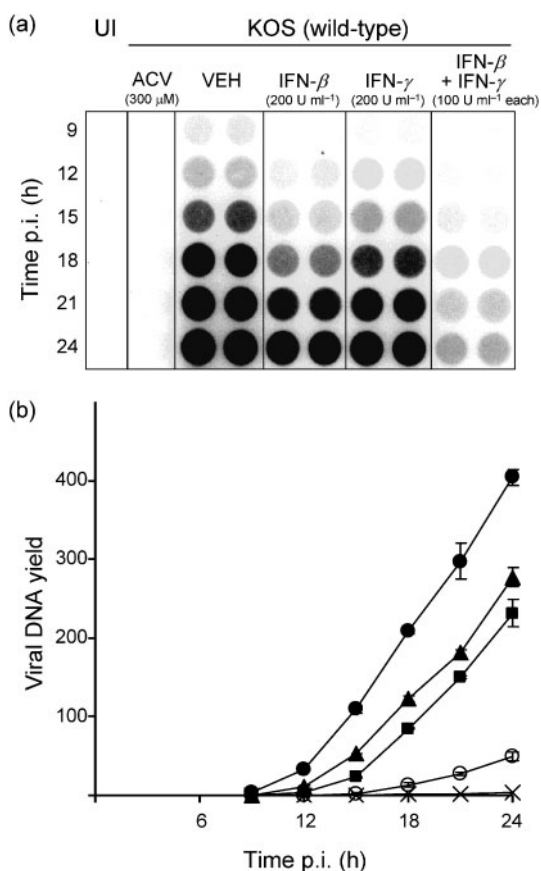 (a)
UI
KOS (wild-type)
ACV
(300 μM)
VEH
IFN-β
(200 U ml⁻¹)
IFN-γ
(200 U ml⁻¹)
IFN-β
+ IFN-γ
(100 U ml⁻¹ each)
Time p.i. (h)
9
12
15
18
21
24
(b)
Viral DNA yield
400
300
200
100
6
12
18
24
Time p.i. (h)